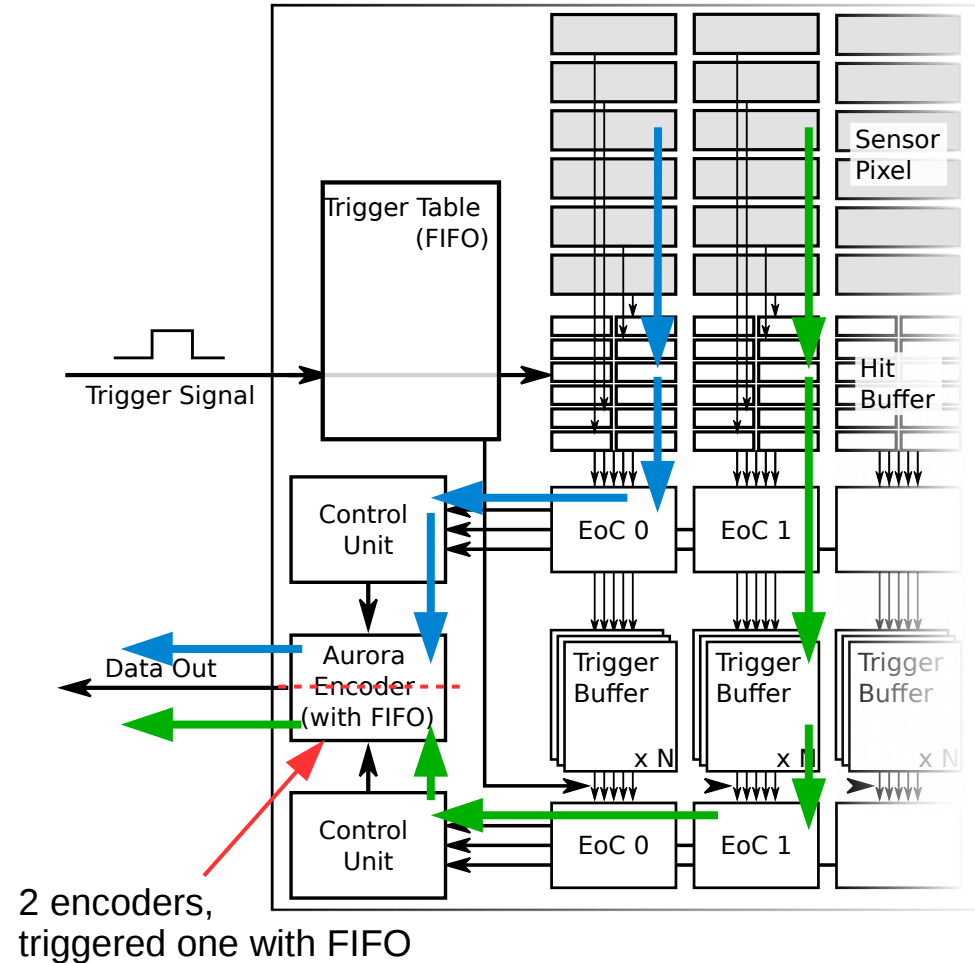 Sensor
Pixel
Trigger Table
(FIFO)
Trigger Signal
Hit
Buffer
Control
Unit
EoC 0
EoC 1
Data Out
Aurora
Encoder
(with FIFO)
Trigger
Buffer
x N
Trigger
Buffer
x N
Trigger
Buffer
x N
Control
Unit
EoC 0
EoC 1
2 encoders,
triggered one with FIFO